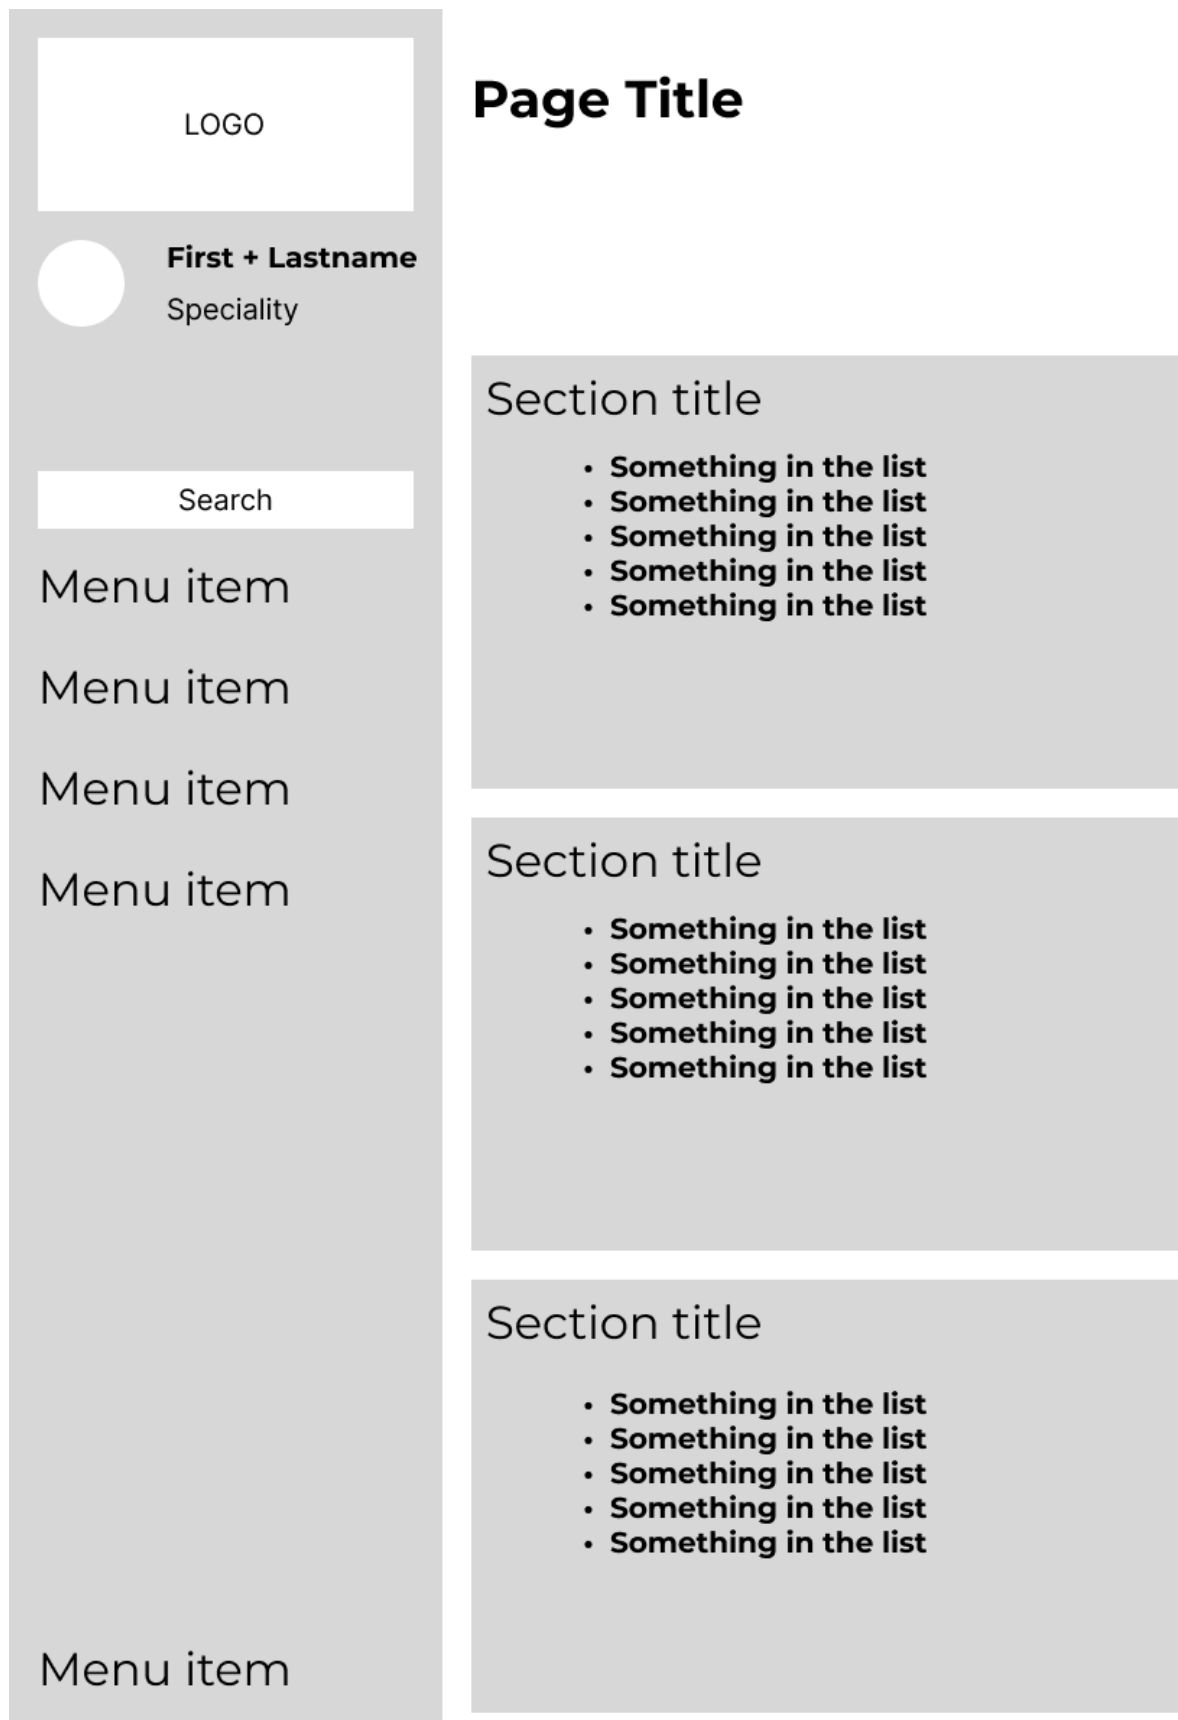 LOGO
First + Lastname
Speciality
Search
Menu item
Menu item
Menu item
Menu item
Menu item
Page Title
Section title
• Something in the list
• Something in the list
• Something in the list
• Something in the list
• Something in the list
Section title
• Something in the list
• Something in the list
• Something in the list
• Something in the list
• Something in the list
Section title
• Something in the list
• Something in the list
• Something in the list
• Something in the list
• Something in the list